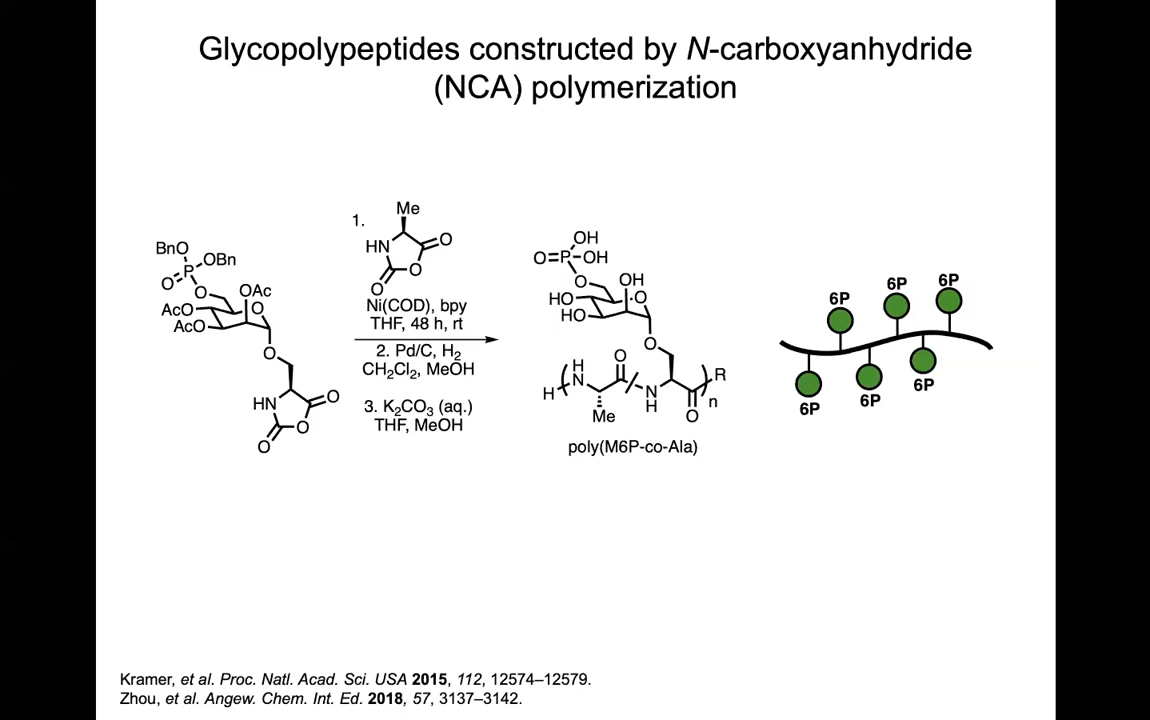 Glycopolypeptides constructed by N-carboxyanhydride
(NCA) polymerization
BnO
OBn
P
O
O
OAc
AcO
O
AcO
O
HN
O
O
O
1.
Me
HN
O
O
O
Ni(COD), bpy
THF, 48 h, rt
2. Pd/C, H₂
CH₂Cl₂, MeOH
3. K₂CO₃ (aq.)
THF, MeOH
OH
O=P-OH
O
OH
HO
O
HO
O
O
H
N
H
R
N
H
n
Me
O
poly(M6P-co-Ala)
6P
6P
6P
6P
6P
6P
Kramer, et al. Proc. Natl. Acad. Sci. USA 2015, 112, 12574–12579.
Zhou, et al. Angew. Chem. Int. Ed. 2018, 57, 3137–3142.